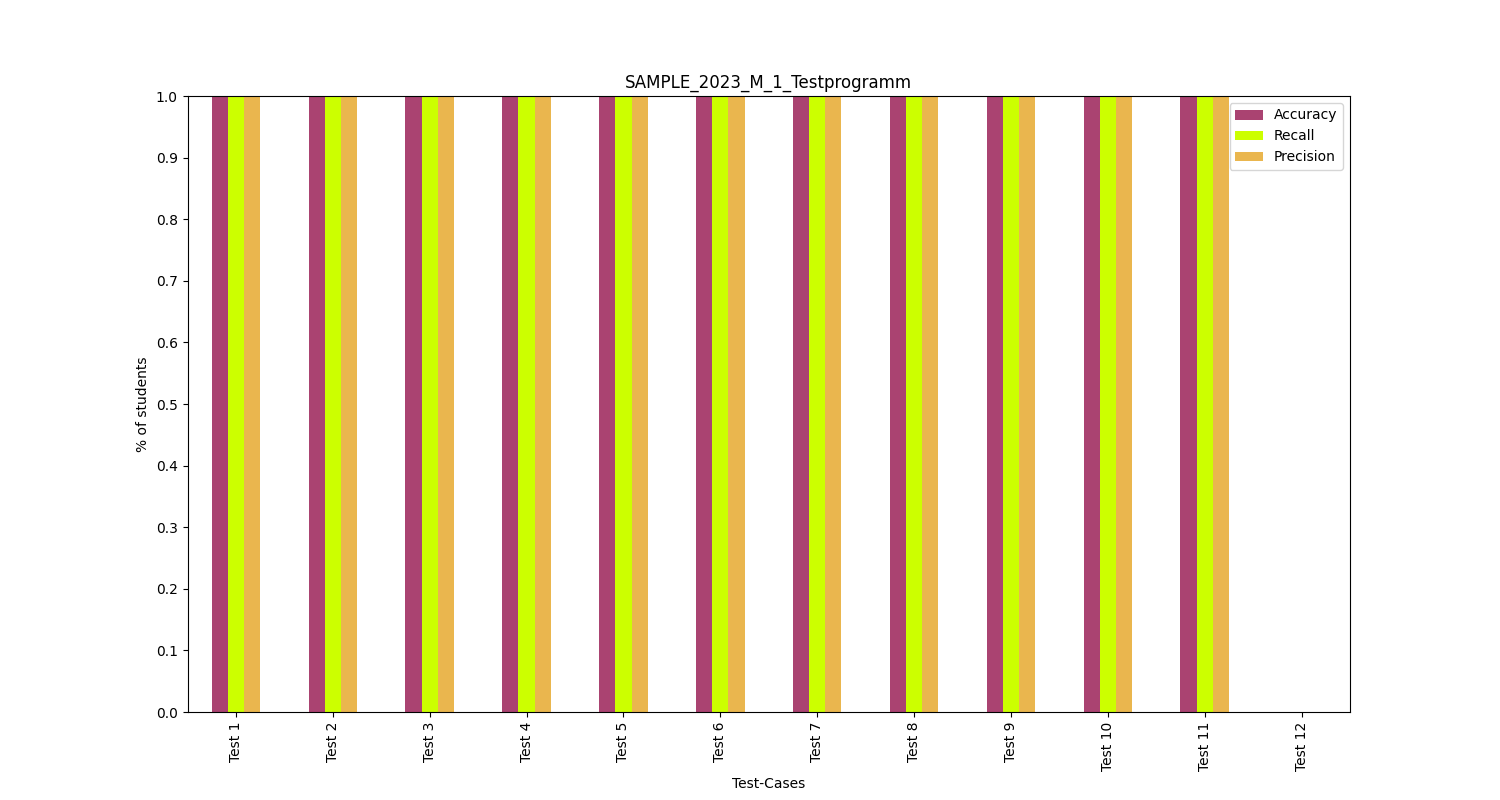 SAMPLE_2023_M_1_Testprogramm
1.0
0.9
0.8
0.7
0.6
0.5
0.4
0.3
0.2
0.1
0.0
% of students
Accuracy
Recall
Precision
Test 1
Test 2
Test 3
Test 4
Test 5
Test 6
Test 7
Test 8
Test 9
Test 10
Test 11
Test 12
Test-Cases